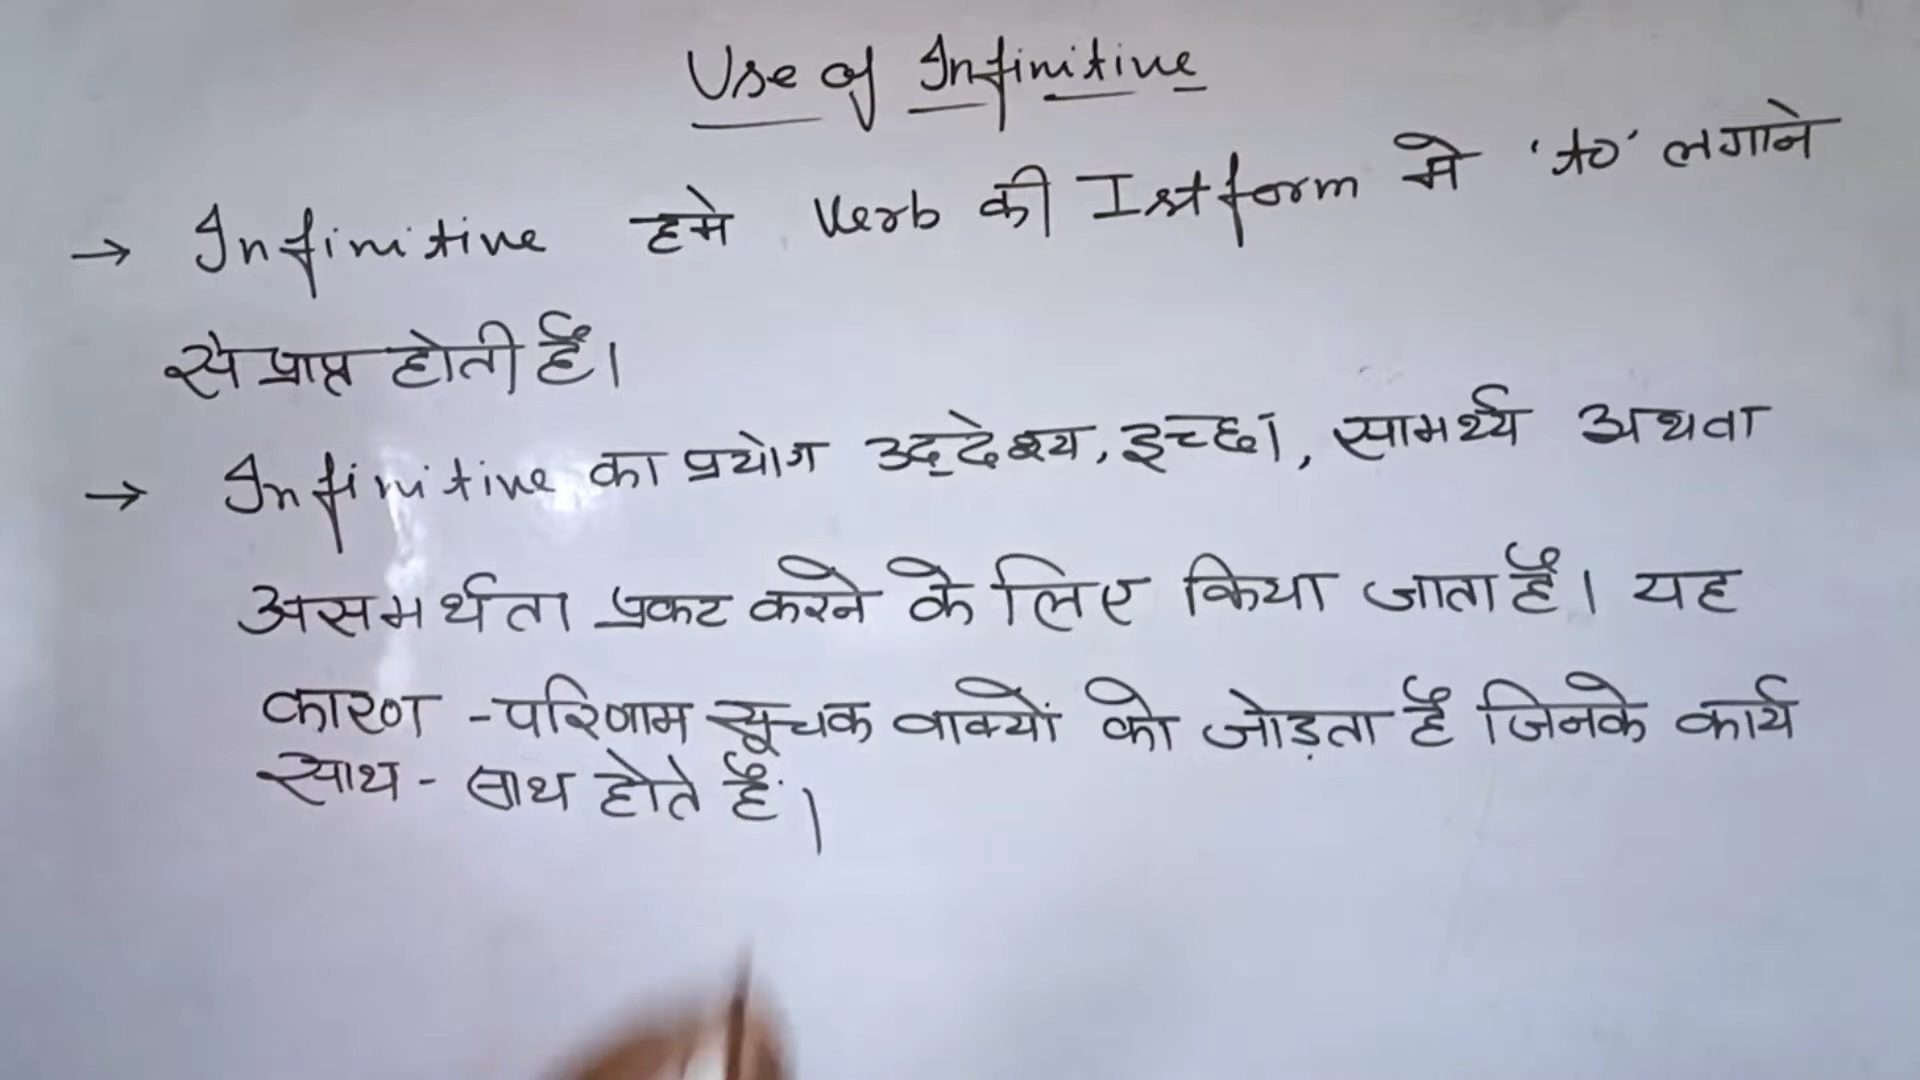 Use of Infinitive
→ Infinitive हमे Verb की Ist form मे 'to' लगाने
से प्राप्त होती है।
→ Infinitive का प्रयोग उद्देश्य, इच्छा, सामर्थ्य अथवा
असमर्थता प्रकट करने के लिए किया जाता है। यह
कारण - परिणाम सूचक वाक्यों को जोड़ता है जिनके कार्य
साथ - साथ होते हैं।